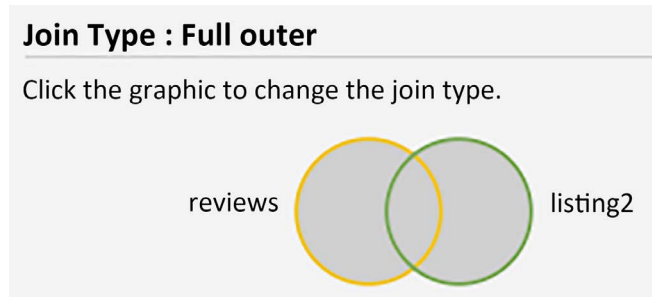 Join Type : Full outer
Click the graphic to change the join type.
reviews
listing2